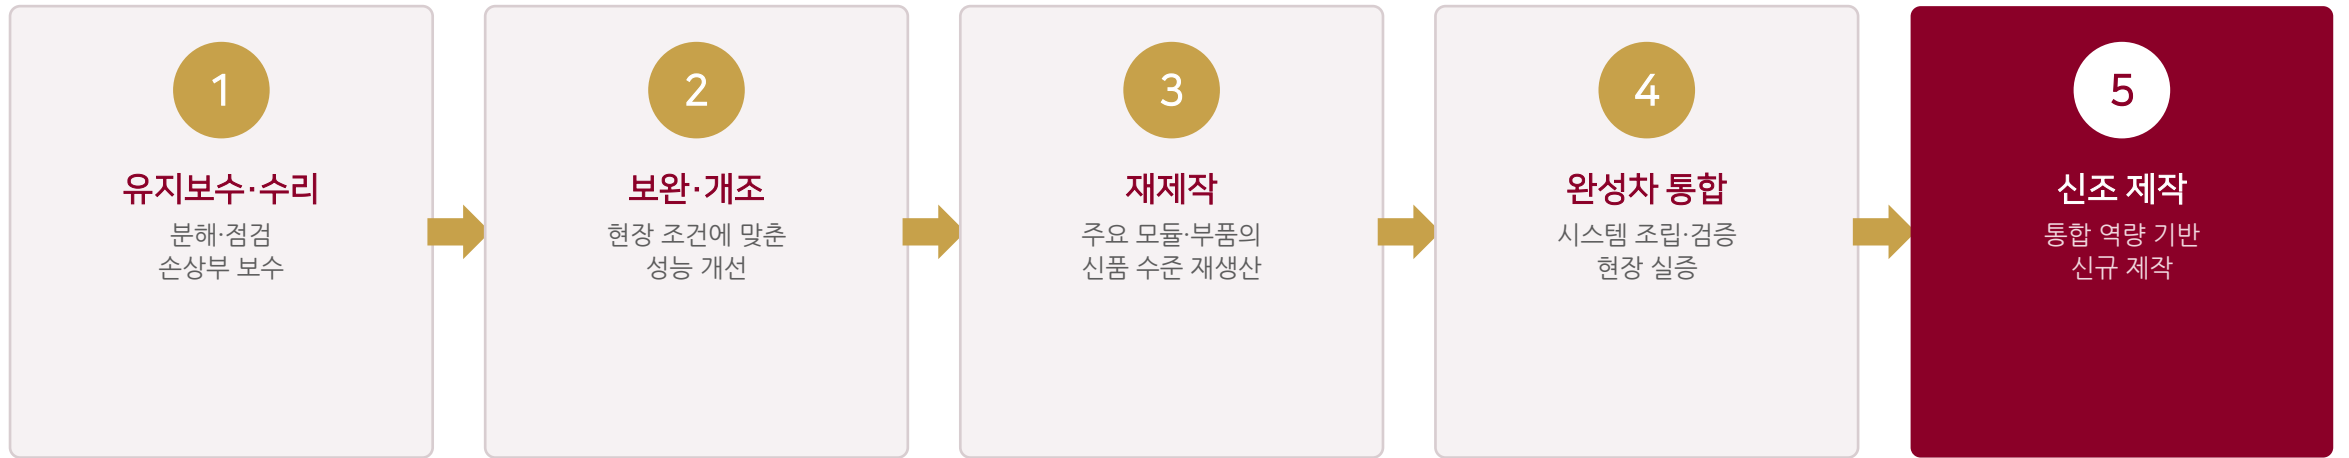 1
유지보수·수리
분해·점검
손상부 보수
2
보완·개조
현장 조건에 맞춘
성능 개선
3
재제작
주요 모듈·부품의
신품 수준 재생산
4
완성차 통합
시스템 조립·검증
현장 실증
5
신조 제작
통합 역량 기반
신규 제작